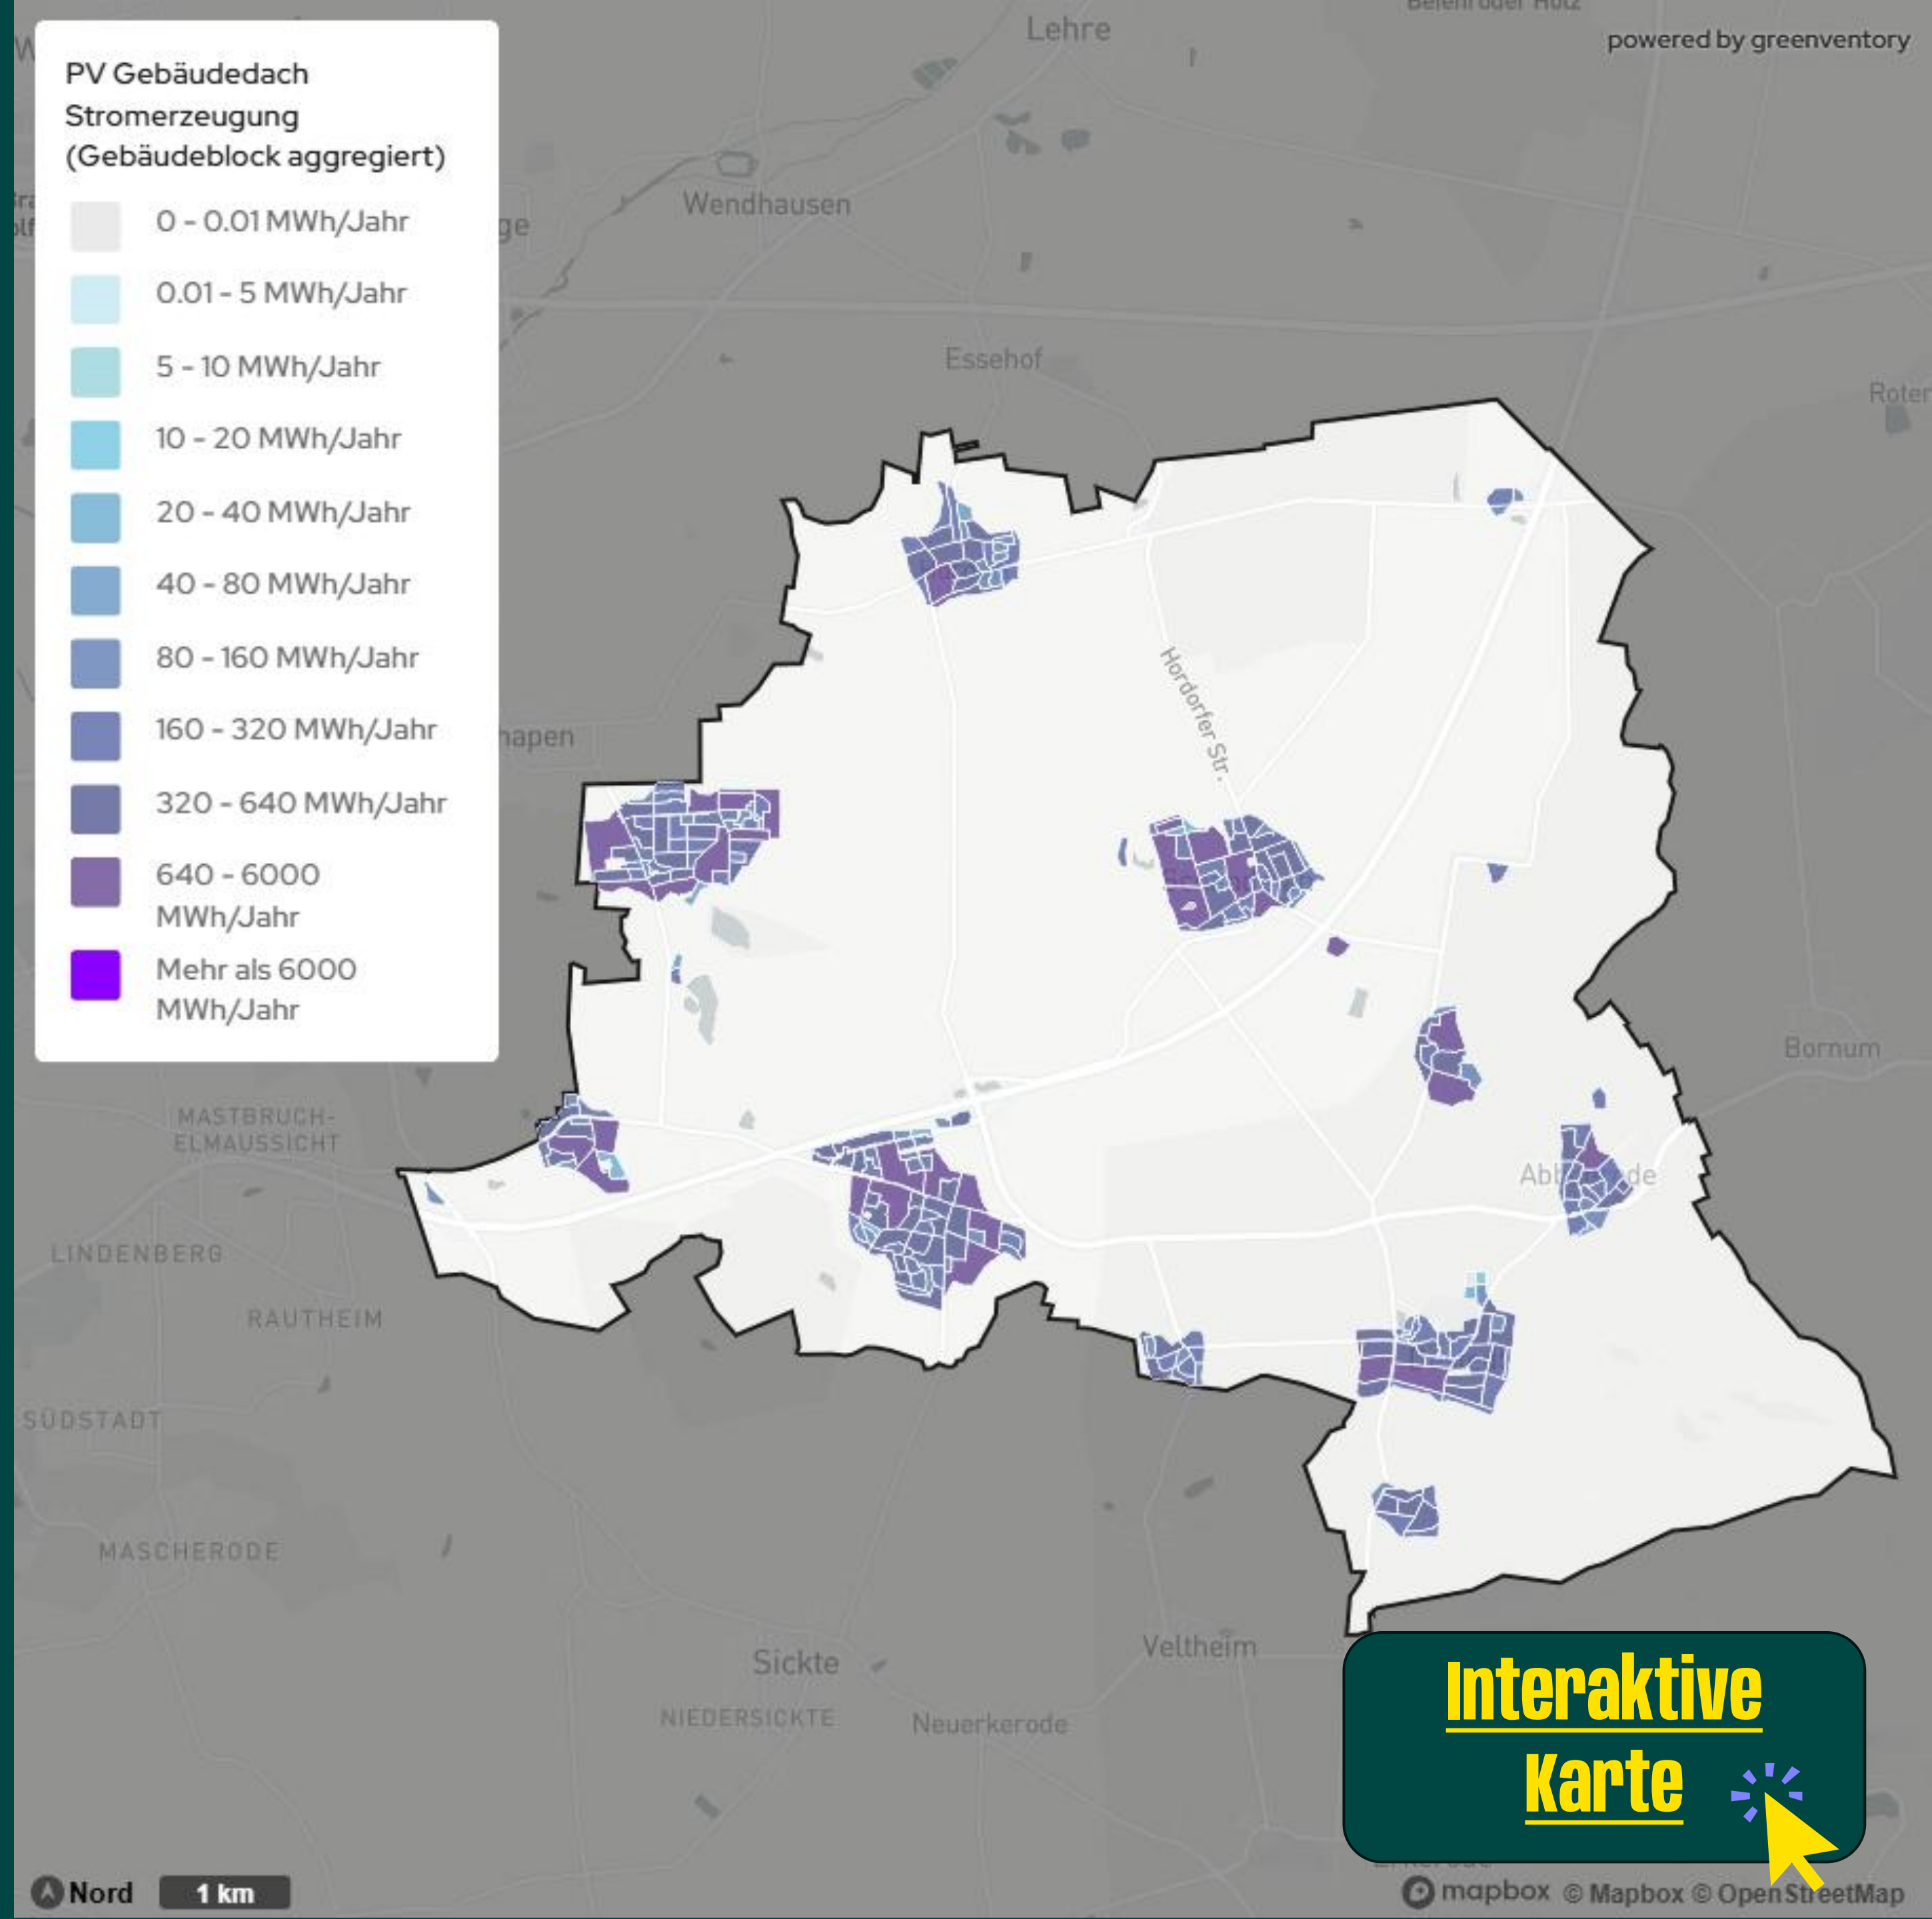 PV Gebäudedach
Stromerzeugung
(Gebäudeblock aggregiert)
0 - 0.01 MWh/Jahr
0.01 - 5 MWh/Jahr
5 - 10 MWh/Jahr
10 - 20 MWh/Jahr
20 - 40 MWh/Jahr
40 - 80 MWh/Jahr
80 - 160 MWh/Jahr
160 - 320 MWh/Jahr
320 - 640 MWh/Jahr
640 - 6000
MWh/Jahr
Mehr als 6000
MWh/Jahr
powered by greenventory
Lehre
Wendhausen
Essehof
Hordorfer Str.
Bornum
MASTBRUCH-
ELMAUSSICHT
LINDENBERG
RAUTHEIM
SÜDSTADT
MASCHERODE
Sickte
NIEDERSICKTE
Neuerkerode
Veltheim
Interaktive
Karte
Nord
1 km
mapbox © Mapbox © OpenStreetMap